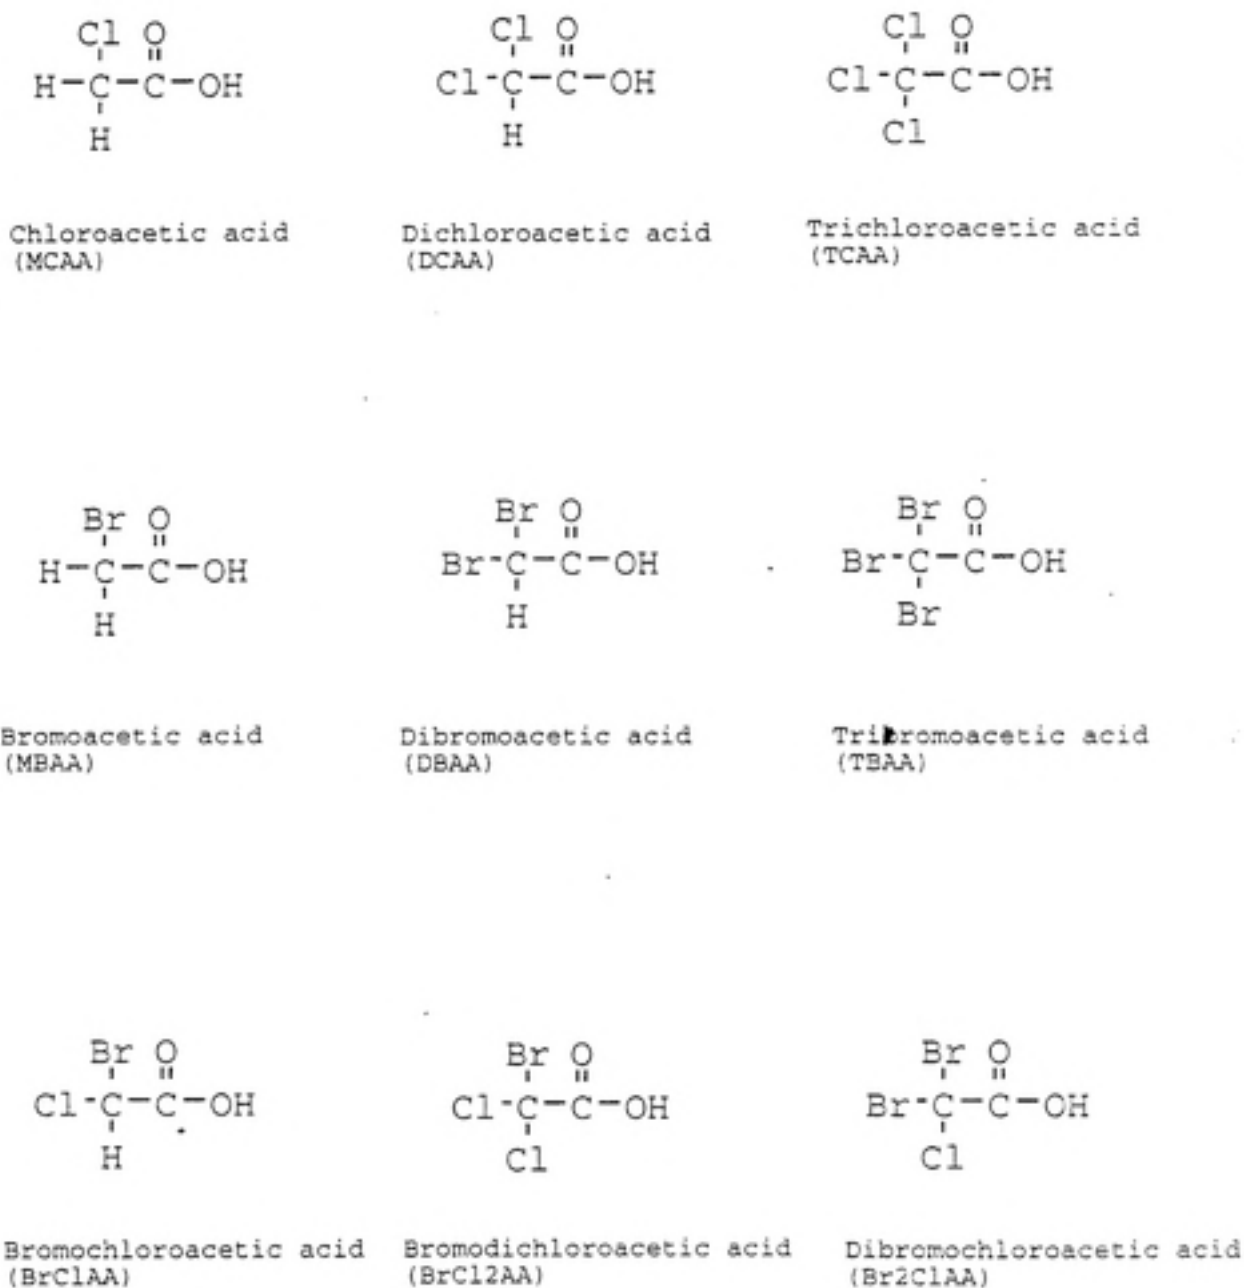 Cl O
H-C-C-OH
H
Chloroacetic acid
(MCAA)
Cl O
Cl-C-C-OH
H
Dichloroacetic acid
(DCAA)
Cl O
Cl-C-C-OH
Cl
Trichloroacetic acid
(TCAA)
Br O
H-C-C-OH
H
Bromoacetic acid
(MBAA)
Br O
Br-C-C-OH
H
Dibromoacetic acid
(DBAA)
Br O
Br-C-C-OH
Br
Tribromoacetic acid
(TBAA)
Br O
Cl-C-C-OH
H
Bromochloroacetic acid
(BrClAA)
Br O
Cl-C-C-OH
Cl
Bromodichloroacetic acid
(BrCl2AA)
Br O
Br-C-C-OH
Cl
Dibromochloroacetic acid
(Br2ClAA)